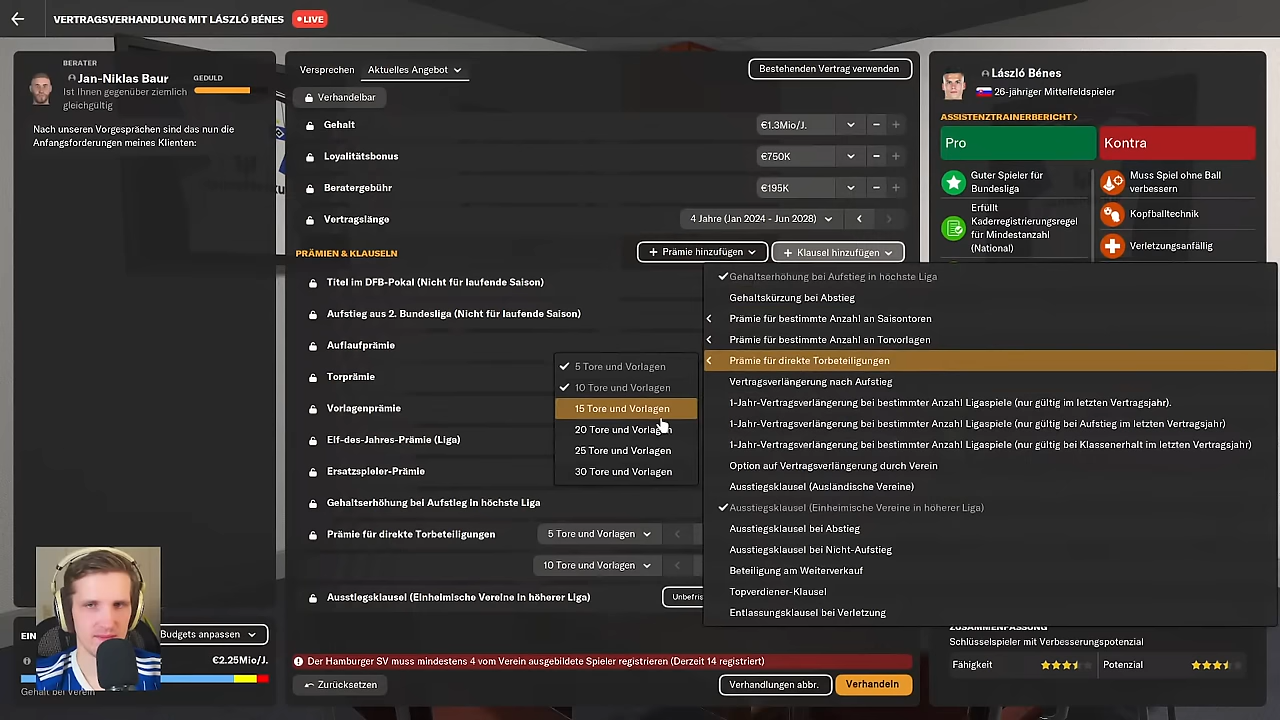 VERTRAGSVERHANDLUNG MIT LÁSZLÓ BÉNES
LIVE
BERATER
Jan-Niklas Baur
Ist Ihnen gegenüber ziemlich
gleichgültig
GEDULD
Nach unseren Vorgesprächen sind das nun die
Anfangsforderungen meines Klienten:
Versprechen
Aktuelles Angebot
Bestehenden Vertrag verwenden
Verhandelbar
Gehalt
€1.3Mio/J.
Loyalitätsbonus
€750K
Beratergebühr
€195K
Vertragslänge
4 Jahre (Jan 2024 - Jun 2028)
PRÄMIEN & KLAUSELN
Prämie hinzufügen
Klausel hinzufügen
Titel im DFB-Pokal (Nicht für laufende Saison)
Aufstieg aus 2. Bundesliga (Nicht für laufende Saison)
Auflaufprämie
Torprämie
Vorlagenprämie
Elf-des-Jahres-Prämie (Liga)
Ersatzspieler-Prämie
Gehaltserhöhung bei Aufstieg in höchste Liga
Prämie für direkte Torbeteiligungen
5 Tore und Vorlagen
10 Tore und Vorlagen
Ausstiegsklausel (Einheimische Vereine in höherer Liga)
Unbefris
5 Tore und Vorlagen
10 Tore und Vorlagen
15 Tore und Vorlagen
20 Tore und Vorlagen
25 Tore und Vorlagen
30 Tore und Vorlagen
Gehaltserhöhung bei Aufstieg in höchste Liga
Gehaltskürzung bei Abstieg
Prämie für bestimmte Anzahl an Saisontoren
Prämie für bestimmte Anzahl an Torvorlagen
Prämie für direkte Torbeteiligungen
Vertragsverlängerung nach Aufstieg
1-Jahr-Vertragsverlängerung bei bestimmter Anzahl Ligaspiele (nur gültig im letzten Vertragsjahr).
1-Jahr-Vertragsverlängerung bei bestimmter Anzahl Ligaspiele (nur gültig bei Aufstieg im letzten Vertragsjahr)
1-Jahr-Vertragsverlängerung bei bestimmter Anzahl Ligaspiele (nur gültig bei Klassenerhalt im letzten Vertragsjahr)
Option auf Vertragsverlängerung durch Verein
Ausstiegsklausel (Ausländische Vereine)
Ausstiegsklausel (Einheimische Vereine in höherer Liga)
Ausstiegsklausel bei Abstieg
Ausstiegsklausel bei Nicht-Aufstieg
Beteiligung am Weiterverkauf
Topverdiener-Klausel
Entlassungsklausel bei Verletzung
László Bénes
26-jähriger Mittelfeldspieler
ASSISTENZTRAINERBERICHT
Pro
Kontra
Guter Spieler für
Bundesliga
Erfüllt
Kaderregistrierungsregel
für Mindestanzahl
(National)
Muss Spiel ohne Ball
verbessern
Kopfballtechnik
Verletzungsanfällig
ZUSAMMENFASSUNG
Schlüsselspieler mit Verbesserungspotenzial
Fähigkeit
Potenzial
EIN
Budgets anpassen
€2.25Mio/J.
Gehalt bei Verein
Der Hamburger SV muss mindestens 4 vom Verein ausgebildete Spieler registrieren (Derzeit 14 registriert)
Zurücksetzen
Verhandlungen abbr.
Verhandeln